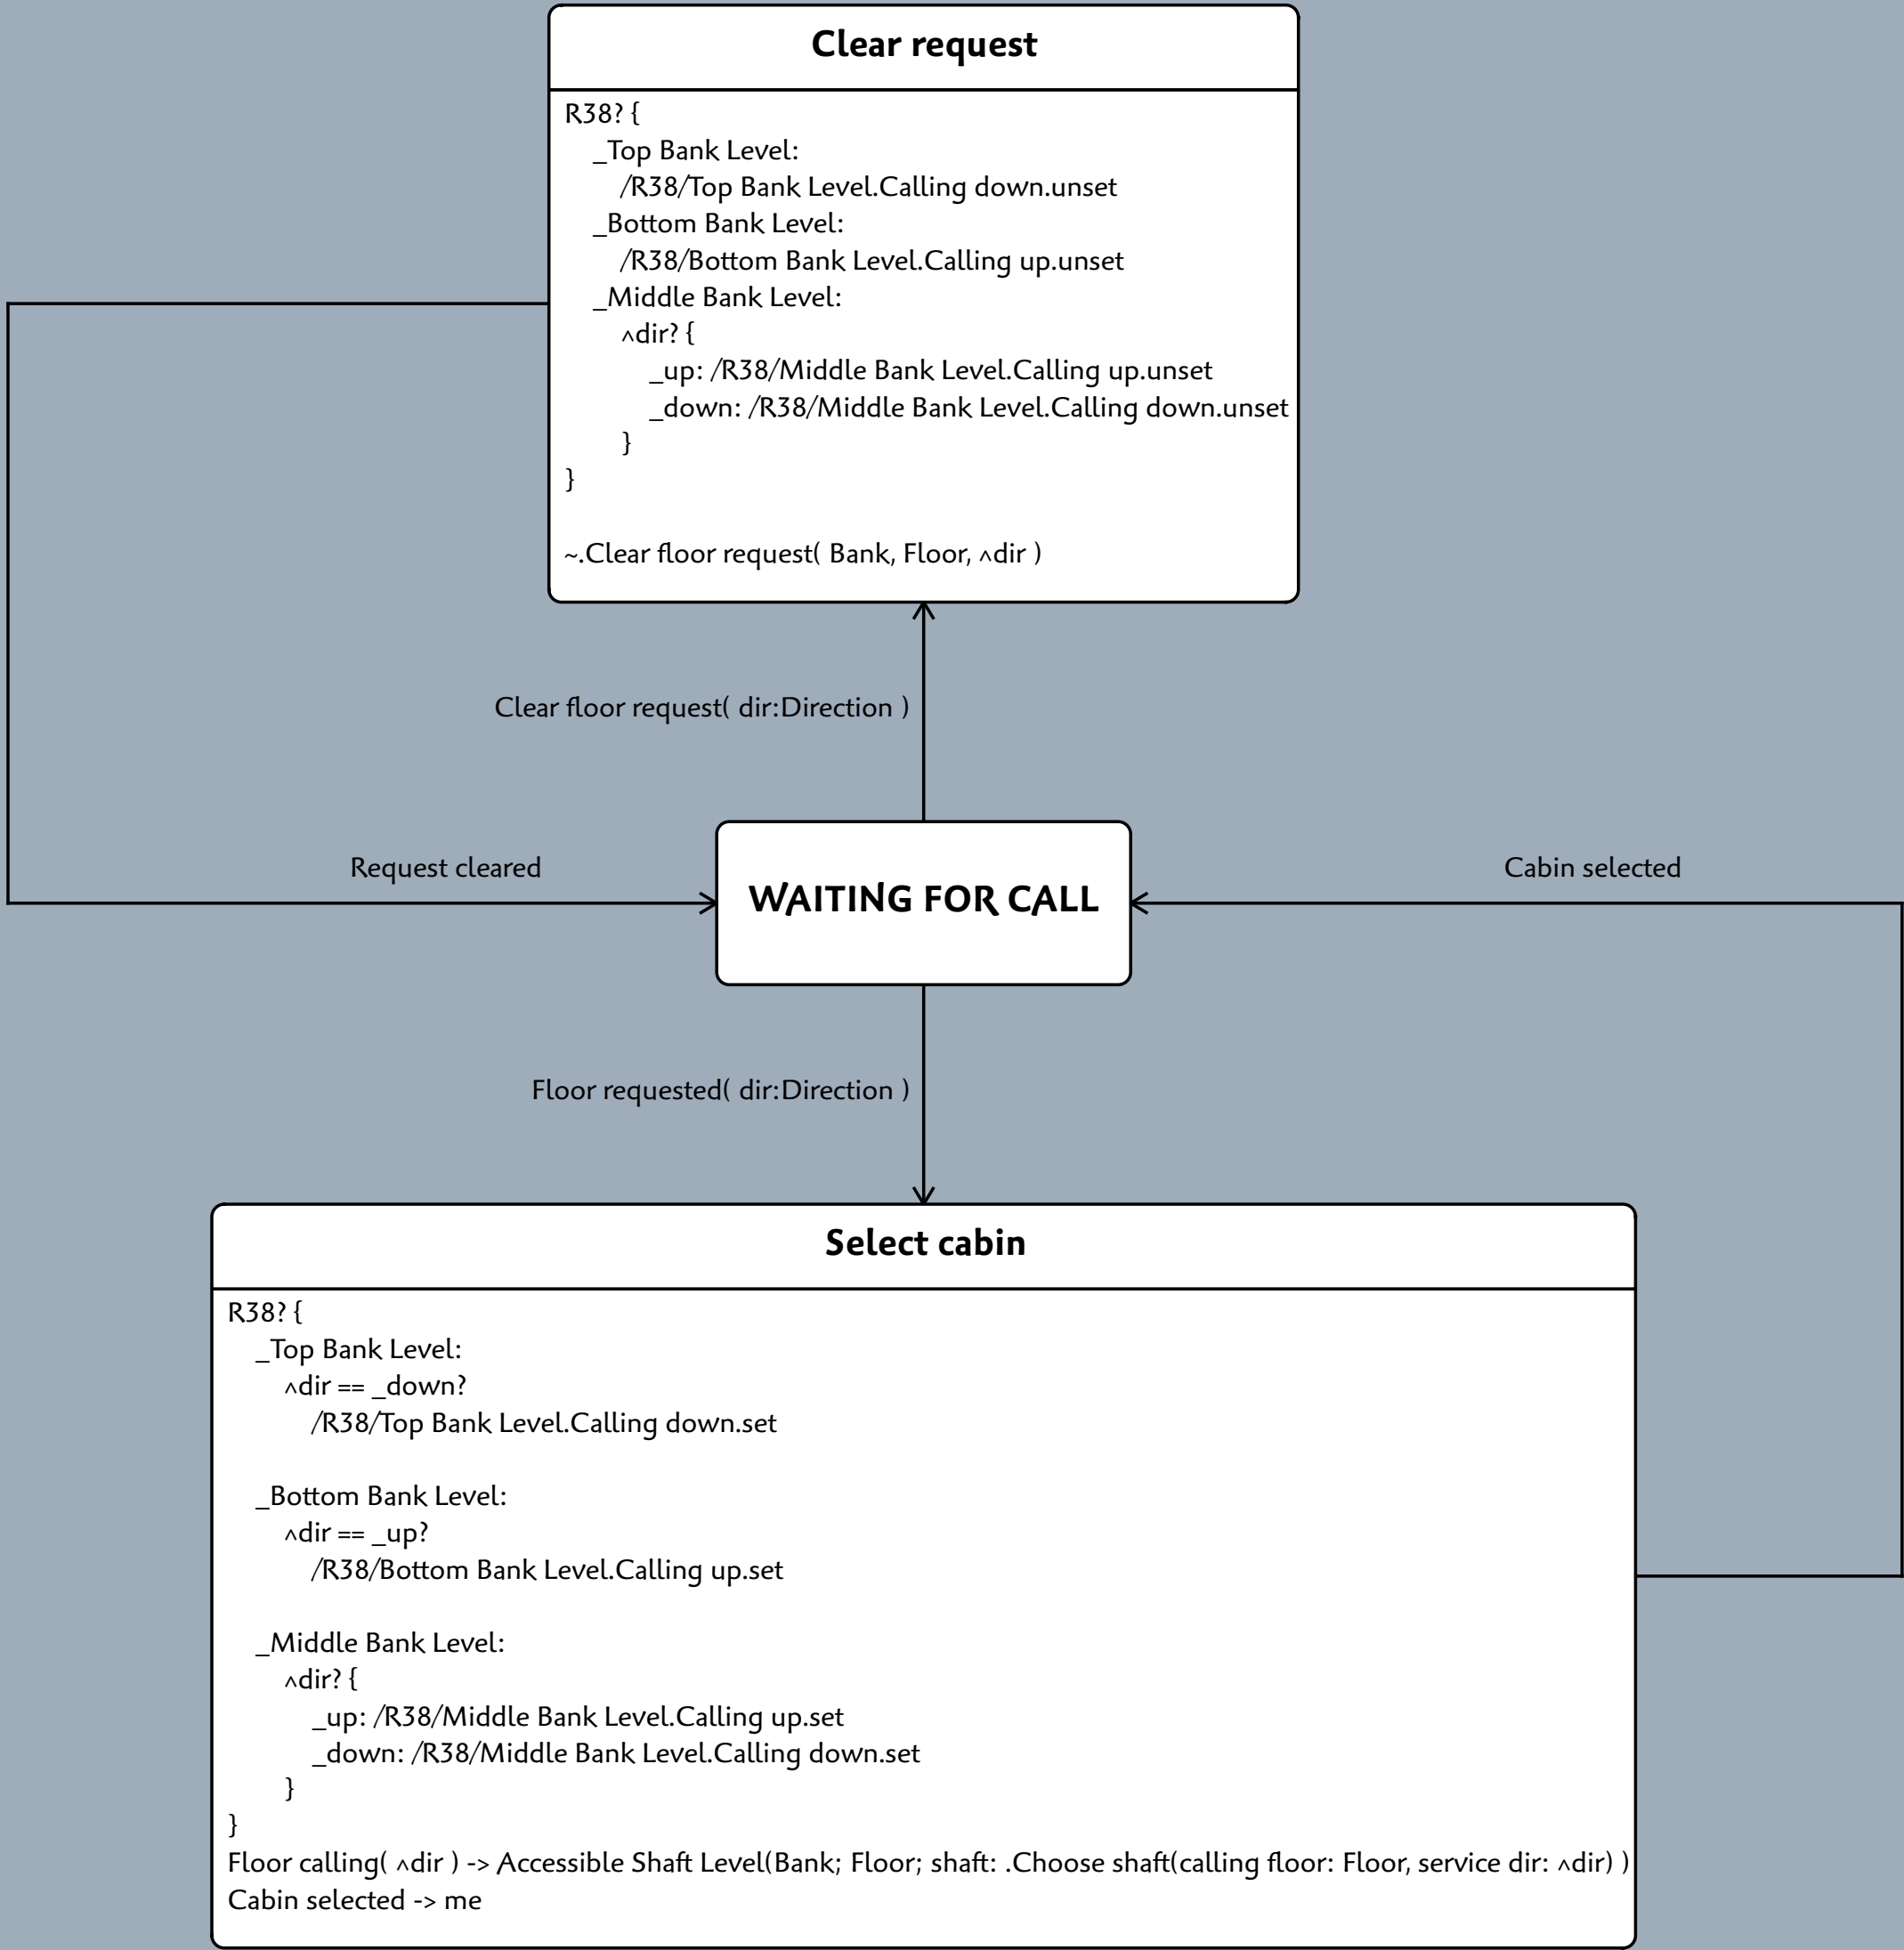 Clear request
R38? {
_Top Bank Level:
/R38/Top Bank Level.Calling down.unset
_Bottom Bank Level:
/R38/Bottom Bank Level.Calling up.unset
_Middle Bank Level:
^dir? {
_up: /R38/Middle Bank Level.Calling up.unset
_down: /R38/Middle Bank Level.Calling down.unset
}
}
~.Clear floor request( Bank, Floor, ^dir )
Clear floor request( dir:Direction )
Request cleared
WAITING FOR CALL
Cabin selected
Floor requested( dir:Direction )
Select cabin
R38? {
_Top Bank Level:
^dir == _down?
/R38/Top Bank Level.Calling down.set
_Bottom Bank Level:
^dir == _up?
/R38/Bottom Bank Level.Calling up.set
_Middle Bank Level:
^dir? {
_up: /R38/Middle Bank Level.Calling up.set
_down: /R38/Middle Bank Level.Calling down.set
}
}
Floor calling( ^dir ) -> Accessible Shaft Level(Bank; Floor; shaft: .Choose shaft(calling floor: Floor, service dir: ^dir) )
Cabin selected -> me